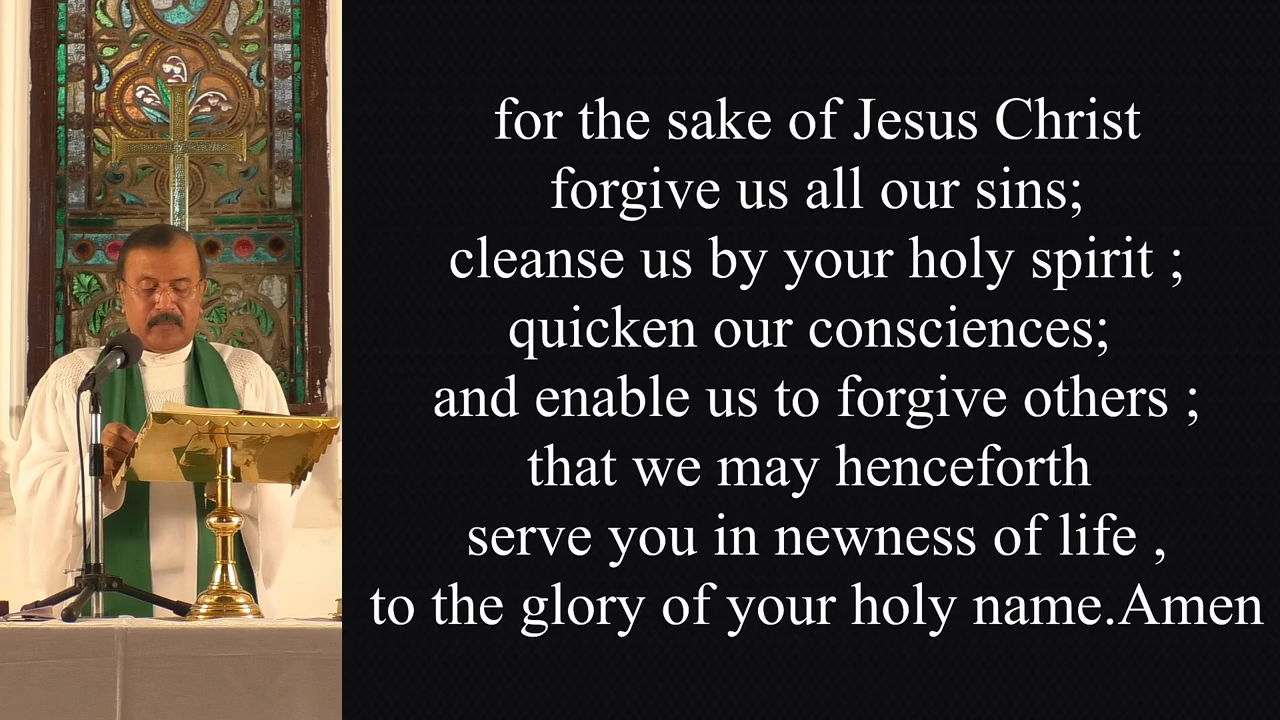 for the sake of Jesus Christ
forgive us all our sins;
cleanse us by your holy spirit ;
quicken our consciences;
and enable us to forgive others ;
that we may henceforth
serve you in newness of life ,
to the glory of your holy name.Amen